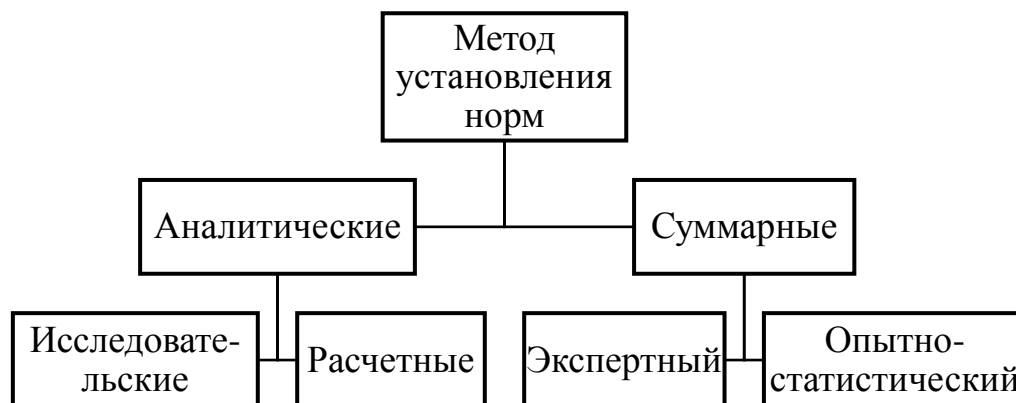 Метод
установления
норм
Аналитические
Суммарные
Исследовате-
льские
Расчетные
Экспертный
Опытно-
статистический